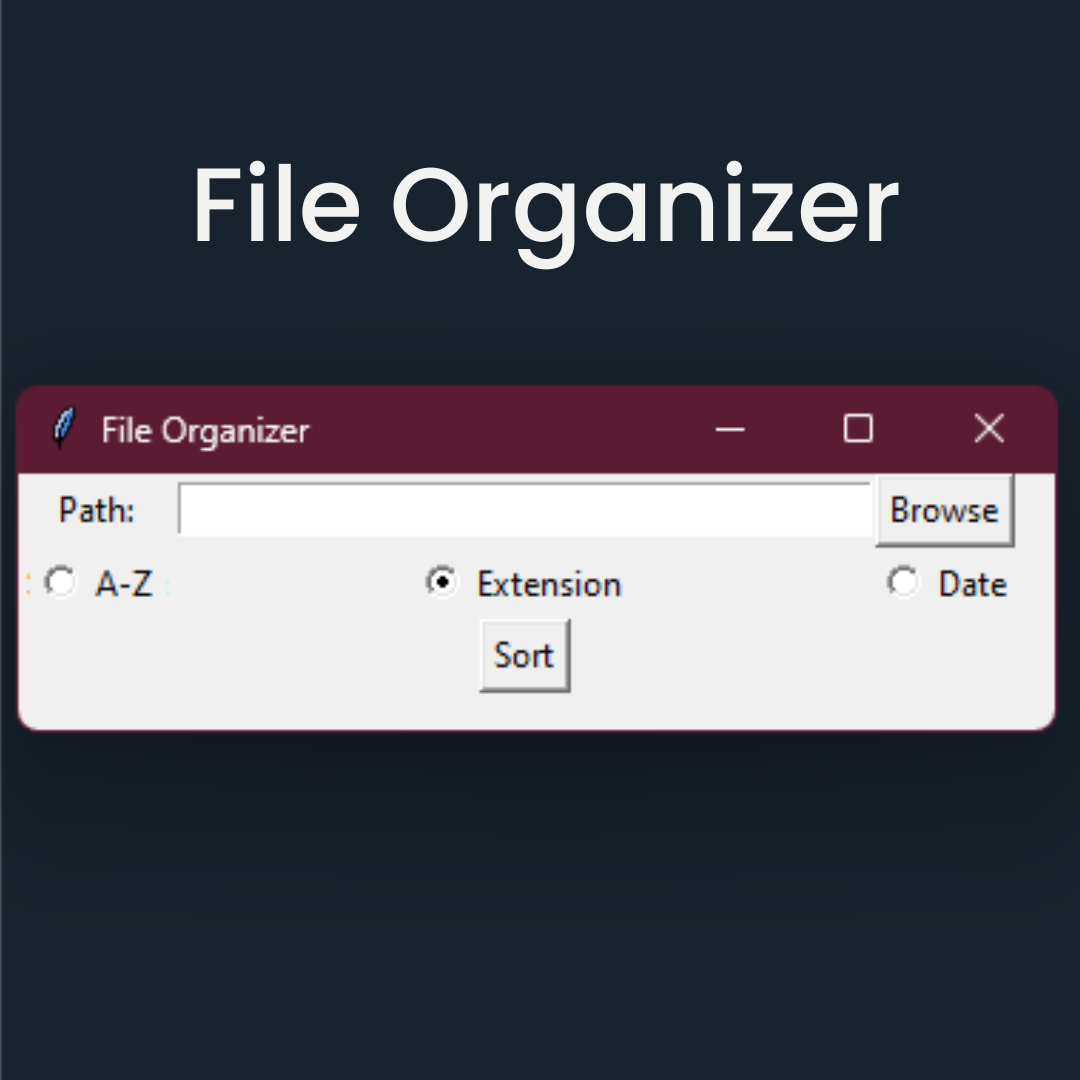 File Organizer
File Organizer
Path: Browse
A-Z Extension Date
Sort